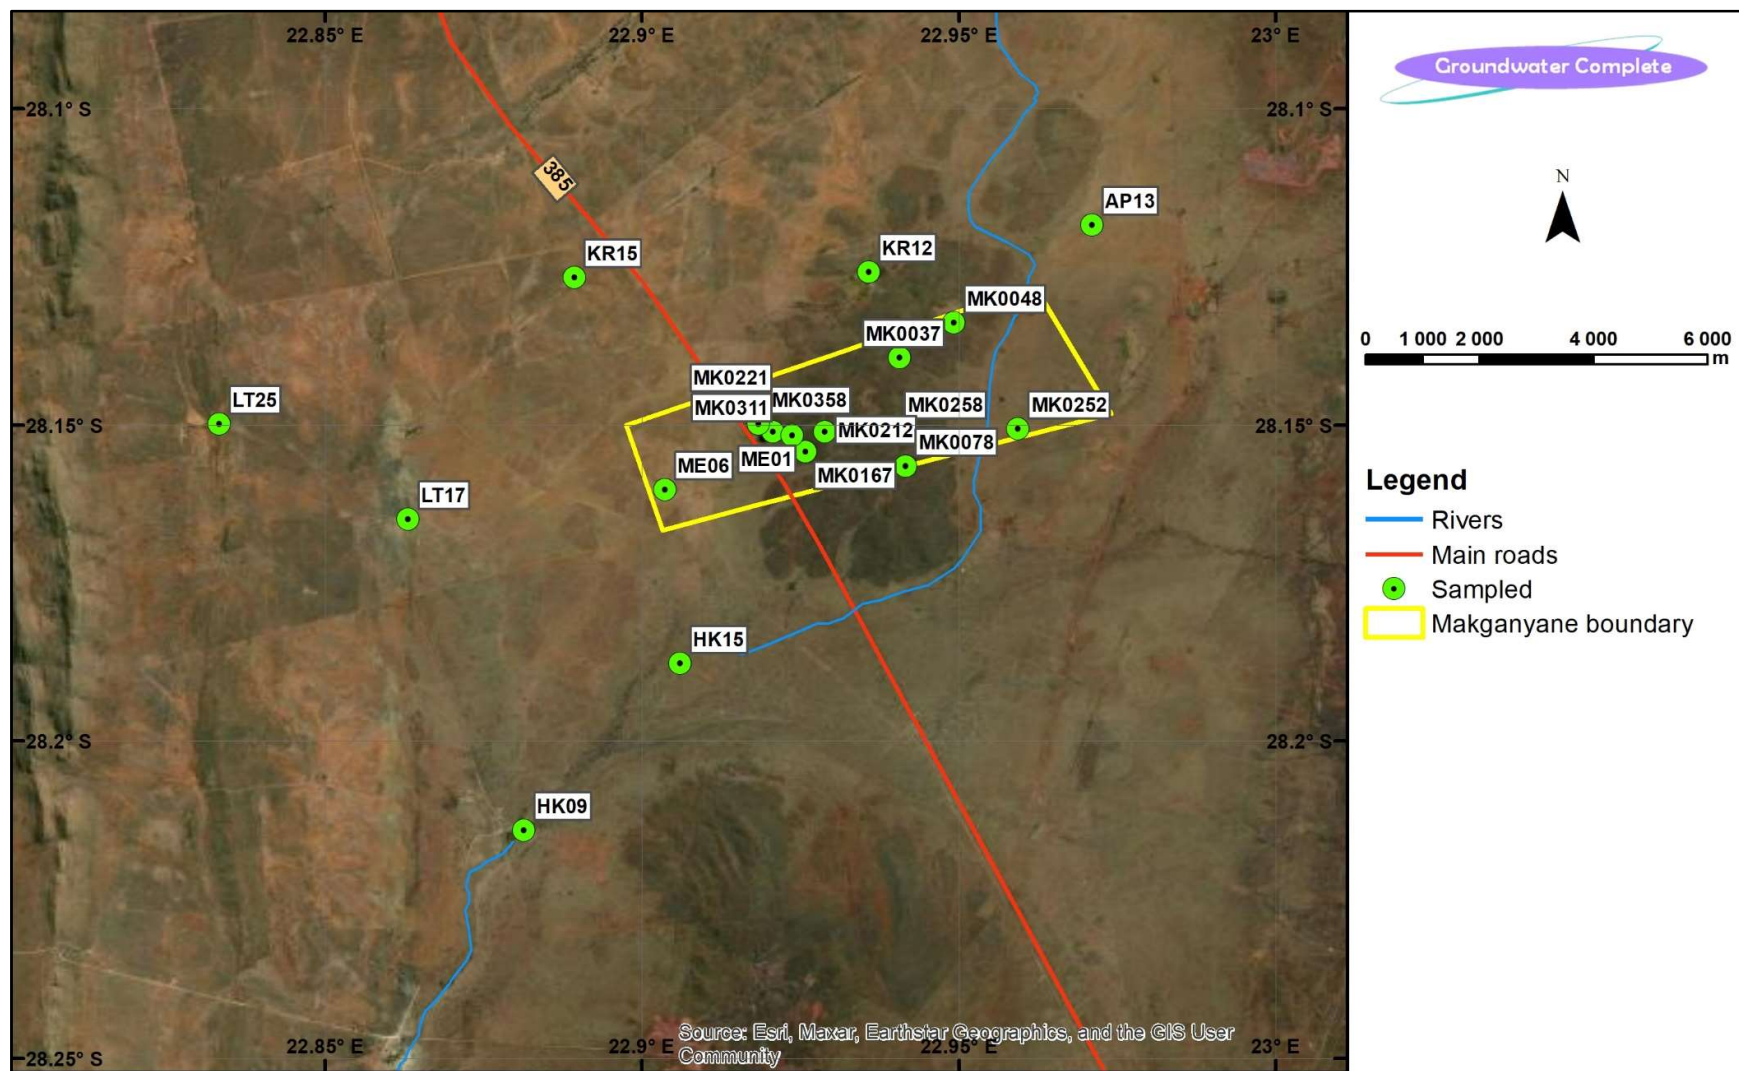 22.85° E
22.9° E
22.95° E
23° E
Groundwater Complete
28.1° S
28.1° S
385
N
AP13
KR15
KR12
MK0048
MK0037
0 1 000 2 000 4 000 6 000
m
MK0221
LT25
MK0358
MK0311
MK0258
MK0252
28.15° S
28.15° S
MK0212
MK0078
ME01
ME06
MK0167
LT17
Legend
Rivers
Main roads
Sampled
Makganyane boundary
HK15
28.2° S
28.2° S
HK09
Source: Esri, Maxar, Earthstar Geographics, and the GIS User
Community
22.85° E
22.9° E
22.95° E
23° E
28.25° S
28.25° S